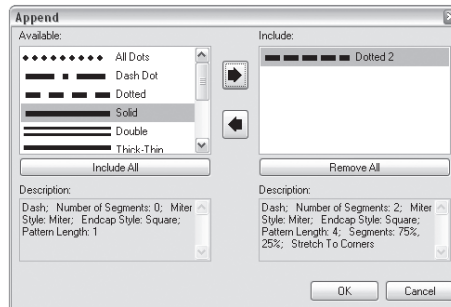 Append
Available:
All Dots
Dash Dot
Dotted
Solid
Double
Thick-Thin
Include All
Description:
Dash; Number of Segments: 0; Miter
Style: Miter; Endcap Style: Square;
Pattern Length: 1
Include:
Dotted 2
Remove All
Description:
Dash; Number of Segments: 2; Miter
Style: Miter; Endcap Style: Square;
Pattern Length: 4; Segments: 75%,
25%; Stretch To Corners
OK
Cancel